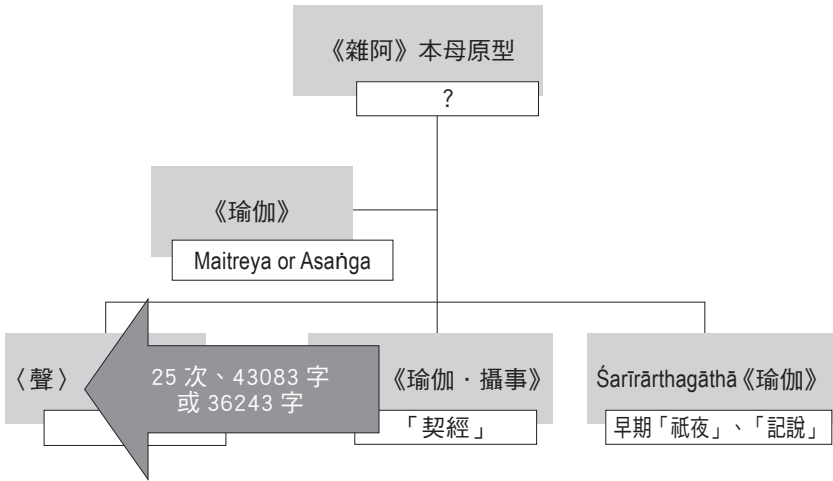 《雜阿》本母原型
?
《瑜伽》
Maitreya or Asaṅga
〈聲〉
25 次、43083 字
或 36243 字
《瑜伽．攝事》
「契經」
Śarīrārthagāthā《瑜伽》
早期「祇夜」、「記說」